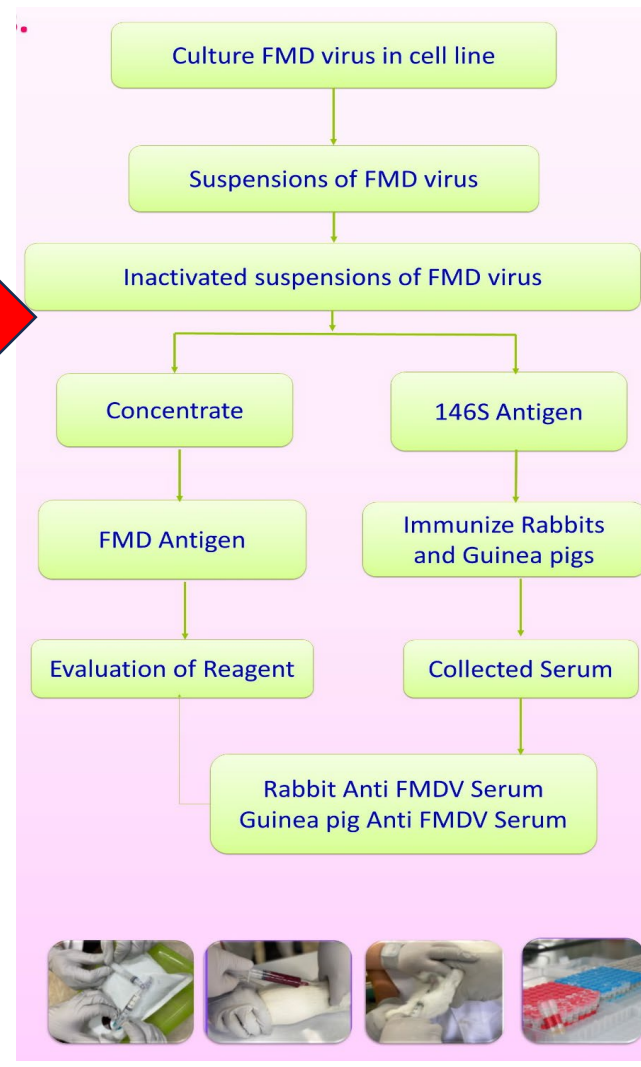 Culture FMD virus in cell line
Suspensions of FMD virus
Inactivated suspensions of FMD virus
Concentrate
146S Antigen
FMD Antigen
Immunize Rabbits
and Guinea pigs
Evaluation of Reagent
Collected Serum
Rabbit Anti FMDV Serum
Guinea pig Anti FMDV Serum